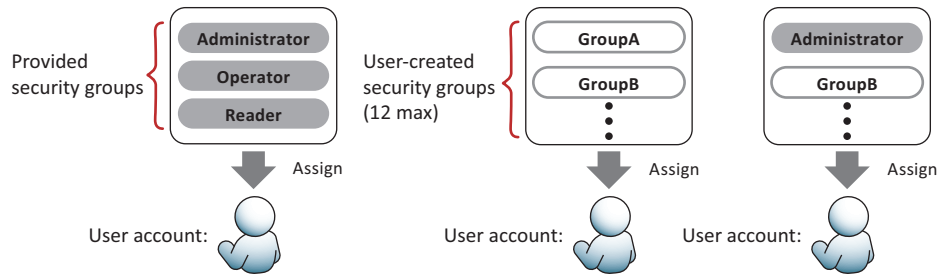 Provided
security groups
Administrator
Operator
Reader
Assign
User account:
User-created
security groups
(12 max)
GroupA
GroupB
Assign
User account:
Administrator
GroupB
Assign
User account: